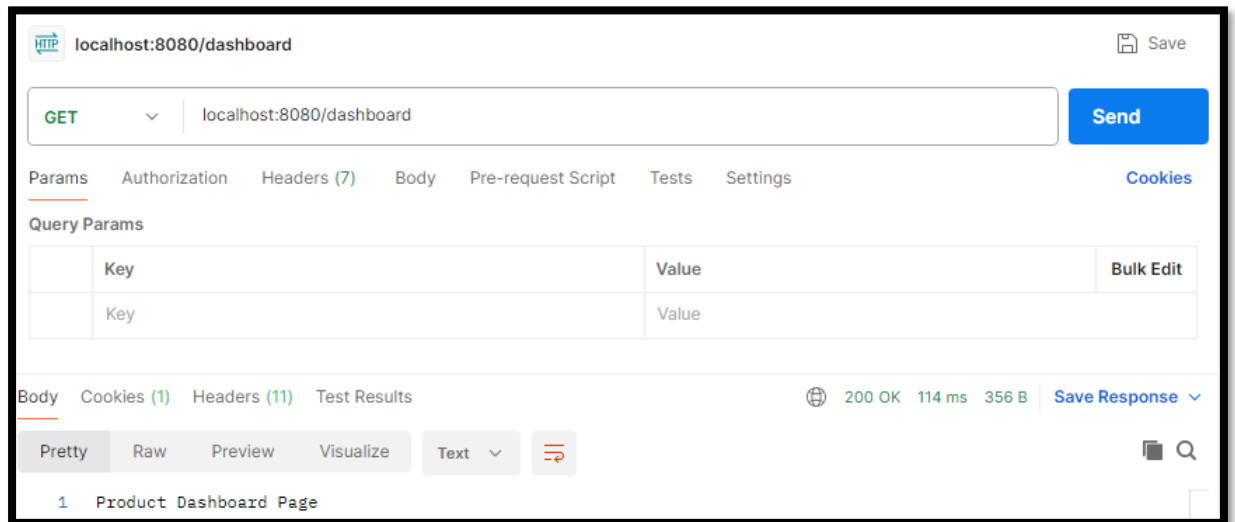 HTTP localhost:8080/dashboard Save
GET localhost:8080/dashboard Send
Params Authorization Headers (7) Body Pre-request Script Tests Settings Cookies
Query Params
Key Value Bulk Edit
Key Value
Body Cookies (1) Headers (11) Test Results 200 OK 114 ms 356 B Save Response
Pretty Raw Preview Visualize Text
1 Product Dashboard Page